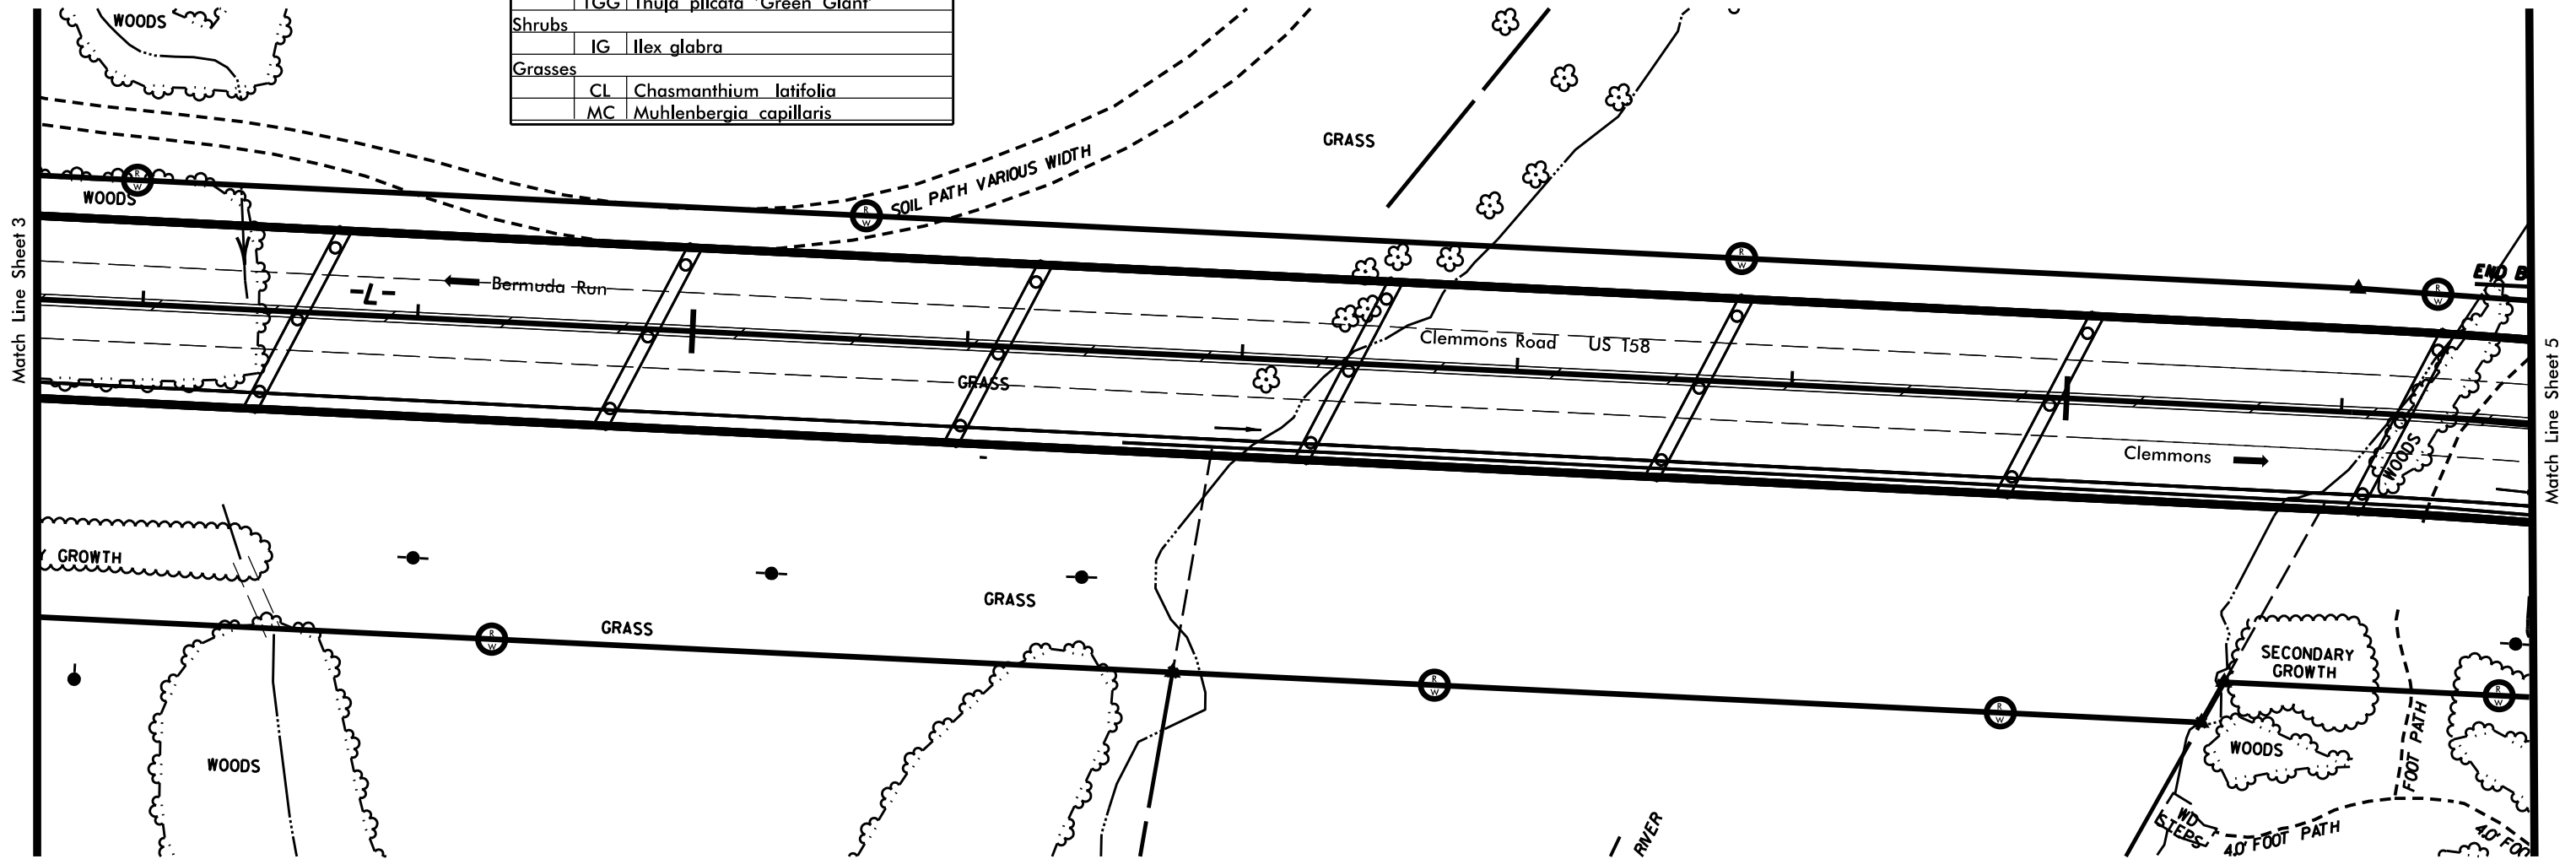 WOODS
TGG Thuja plicata 'Green Giant'
Shrubs
IG Ilex glabra
Grasses
CL Chasmanthium latifolia
MC Muhlenbergia capillaris
GRASS
SOIL PATH VARIOUS WIDTH
R W
WOODS
R W
R W
R W
END B
Match Line Sheet 3
-L-
Bermuda Run
Clemmons Road US 158
GRASS
Clemmons
WOODS
Match Line Sheet 5
Y GROWTH
GRASS
GRASS
R W
R W
R W
R W
SECONDARY
GROWTH
WOODS
WOODS
FOOT PATH
WD
STEPS
4.0' FOOT PATH
4.0' FOO
RIVER